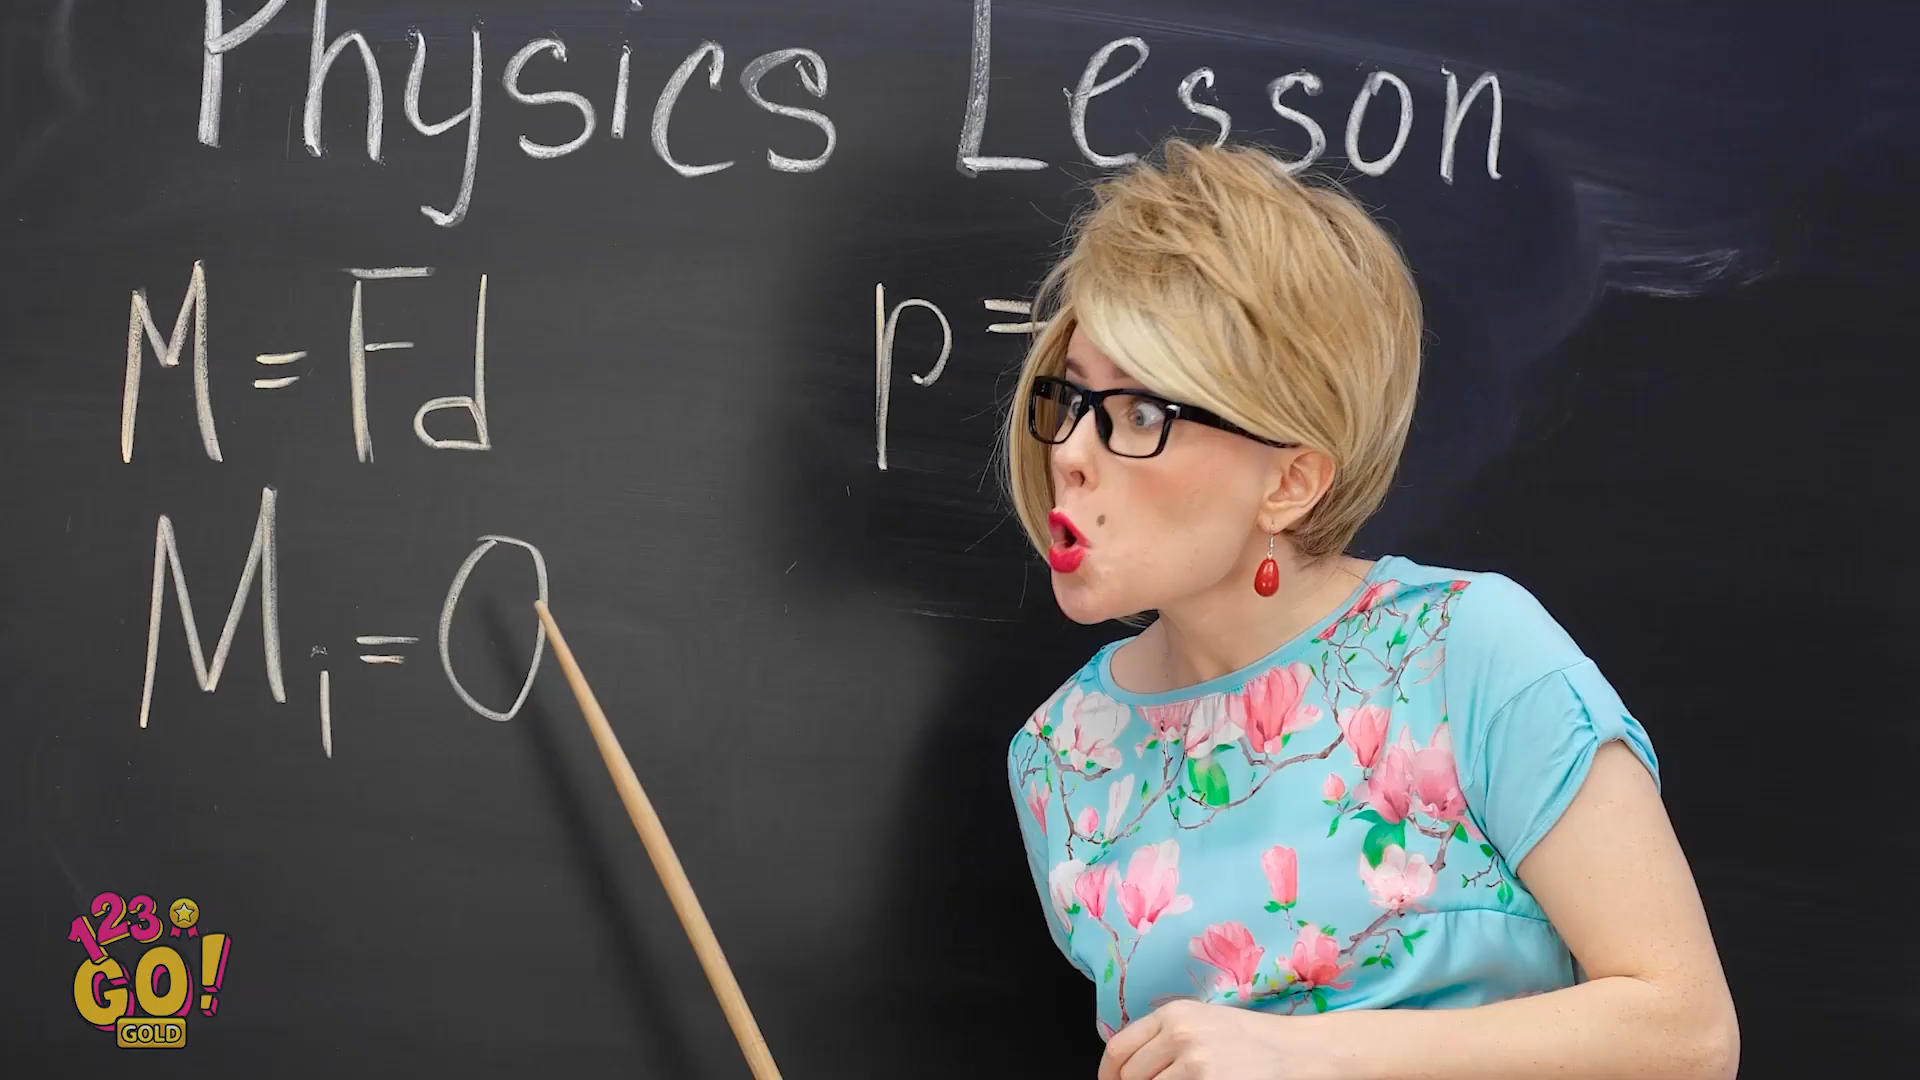 Physics Lesson
M = Fd
p =
Mi = 0
123
GO!
GOLD